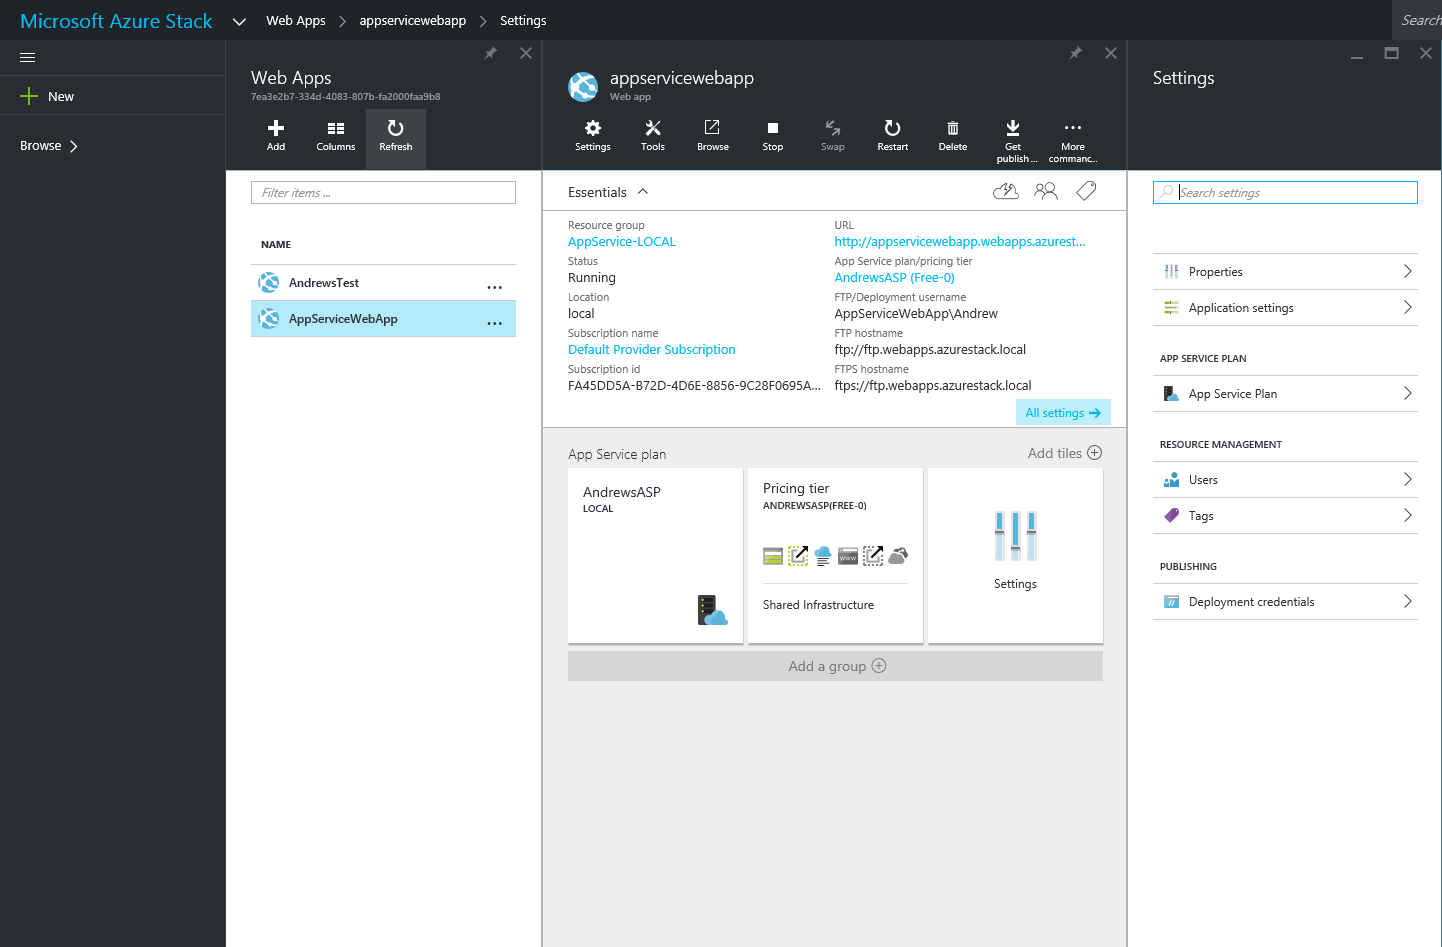 Microsoft Azure Stack
Web Apps
appservicewebapp
Settings
Search
New
Browse
Web Apps
7ea3e2b7-334d-4083-807b-fa2000faa9b8
Add
Columns
Refresh
Filter items ...
NAME
AndrewsTest
...
AppServiceWebApp
...
appservicewebapp
Web app
Settings
Tools
Browse
Stop
Swap
Restart
Delete
Get
publish ...
More
commanc...
Essentials
Resource group
AppService-LOCAL
Status
Running
Location
local
Subscription name
Default Provider Subscription
Subscription id
FA45DD5A-B72D-4D6E-8856-9C28F0695A...
URL
http://appservicewebapp.webapps.azurest...
App Service plan/pricing tier
AndrewsASP (Free-0)
FTP/Deployment username
AppServiceWebApp\Andrew
FTP hostname
ftp://ftp.webapps.azurestack.local
FTPS hostname
ftps://ftp.webapps.azurestack.local
All settings
App Service plan
Add tiles
AndrewsASP
LOCAL
Pricing tier
ANDREWSASP(FREE-0)
www
Shared Infrastructure
Settings
Add a group
Settings
Search settings
Properties
Application settings
APP SERVICE PLAN
App Service Plan
RESOURCE MANAGEMENT
Users
Tags
PUBLISHING
Deployment credentials